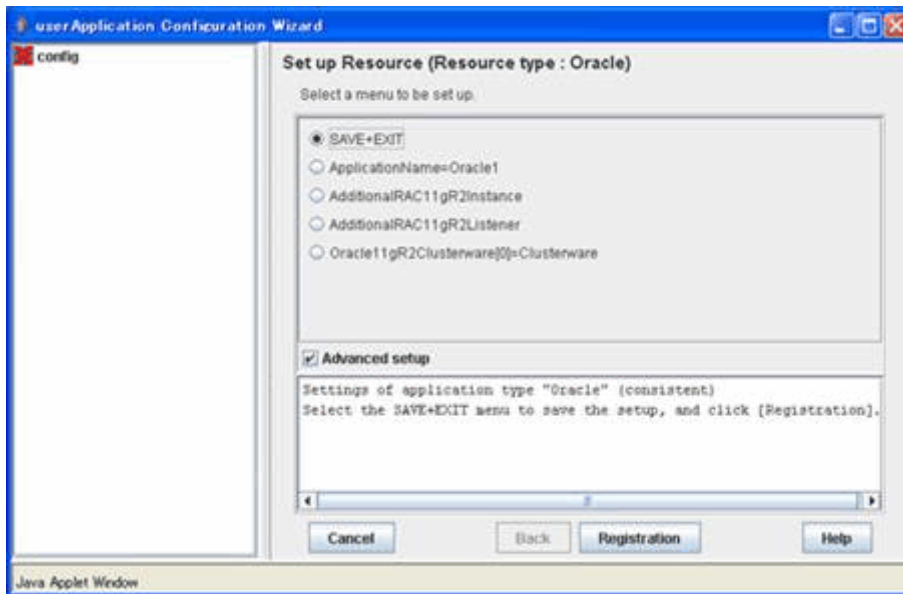 userApplication Configuration Wizard
config
Set up Resource (Resource type : Oracle)
Select a menu to be set up.
SAVE+EXIT
ApplicationName=Oracle1
AdditionalRAC11gR2Instance
AdditionalRAC11gR2Listener
Oracle11gR2Clusterware[0]=Clusterware
Advanced setup
Settings of application type "Oracle" (consistent)
Select the SAVE+EXIT menu to save the setup, and click [Registration].
Cancel Back Registration Help
Java Applet Window